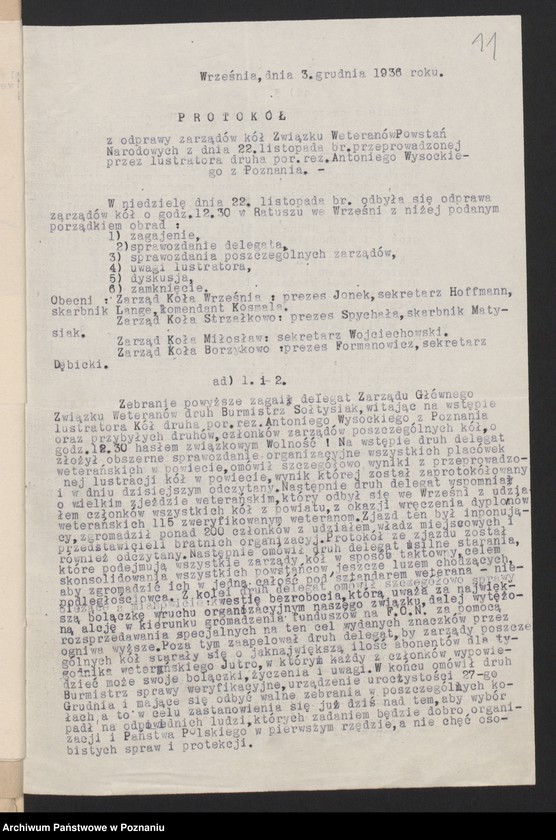 11
Września, dnia 3.grudnia 1936 roku.
P R O T O K Ó Ł
z odprawy zarządów kół Związku WeteranówPowstań
Narodowych z dnia 22.listopada br.przeprowadzonej
przez lustratora druha por.rez.Antoniego Wysockie-
go z Poznania. -
W niedzielę dnia 22. listopada br. odbyła się odprawa
zarządów kół o godz.12.30 w Ratuszu we Wrześni z niżej podanym
porządkiem obrad :
1) zagajenie,
2)sprawozdanie delegata,
3) sprawozdania poszczególnych zarządów,
4) uwagi lustratora,
5) dyskusja,
6) zamknięcie.
Obecni : Zarząd Koła Września : prezes Jonek,sekretarz Hoffmann,
skarbnik Lange,komendant Kosmala.
Zarząd Koła Strzałkowo: prezes Spychała,skarbnik Maty-
siak.
Zarząd Koła Miłosław: sekretarz Wojciechowski.
Zarząd Koła Borzykowo :prezes Formanowicz,sekretarz
Dębicki.
ad) 1. i- 2.
Zebranie powyższe zagaił delegat Zarządu Głównego
Związku Weteranów druh Burmistrz Sołtysiak,witając na wstępie
lustratora Kół druha por.rez.Antoniego Wysockiego z Poznania
oraz przybyłych druhów,członków zarządów poszczególnych kół,o
godz.12.30 hasłem związkowym Wolność ! Na wstępie druh delegat
złożył obszerne sprawozdanie organizacyjne wszystkich placówek
weterańskich w powiecie,omówił szczegółowo wyniki z przeprowadzo-
nej lustracji kół w powiecie,wynik której został zaprotokółowany
i w dniu dzisiejszym odczytany.Następnie druh delegat wspomniał
o wielkim zjeździe weterańskim,który odbył się we Wrześni z udzia-
łem członków wszystkich kół z powiatu,z okazji wręczenia dyplomów
weterańskich 115 zweryfikowanym weteranom.Zjazd ten był imponują-
cy,zgromadził ponad 200 członków z udziałem,władz miejscowych i
przedstawicieli bratnich organizacyj.Protokół ze zjazdu został
również odczytany.Następnie omówił druh delegat usilne starania,
które podejmują wszystkie zarządy kół w sposób taktowny,celem
skonsolidowania wszystkich powstańców jeszcze luzem chodzących,
aby zgromadzić ich w jedną całość pod sztandarem weterana - nie-
podległościowca. Z kolei druh delegat omówił szczegółowo sprawy
kwestię bezrobocia,którą uważa za najwięk-
szą bolączkę wruchu organizacyjnym naszego związku,dalej wytężo-
ną akcję w kierunku gromadzenia funduszów na F.O.N. za pomocą
rozsprzedawania specjalnych na ten cel wydanych znaczków przez
ogniwa wyższe.Poza tym zaapelował druh delegat,by zarządy poszcze
gólnych kół starały się o jaknajwiększą ilość abonentów dla ty-
godnika weterańskiego Jutro,w którym każdy z członków wypowie-
dzieć może swoje bolączki,życzenia i uwagi.W końcu omówił druh
Burmistrz sprawy weryfikacyjne,urządzenie uroczystości 27-go
Grudnia i mające się odbyć walne zebrania w poszczególnych ko-
łach,a to w celu zastanowienia się już dziś nad tem,aby wybór
padł na odpowiednich ludzi,których zadaniem będzie dobro organi-
zacji i Państwa Polskiego w pierwszym rzędzie,a nie chęć oso-
bistych spraw i protekcji.
Archiwum Państwowe w Poznaniu